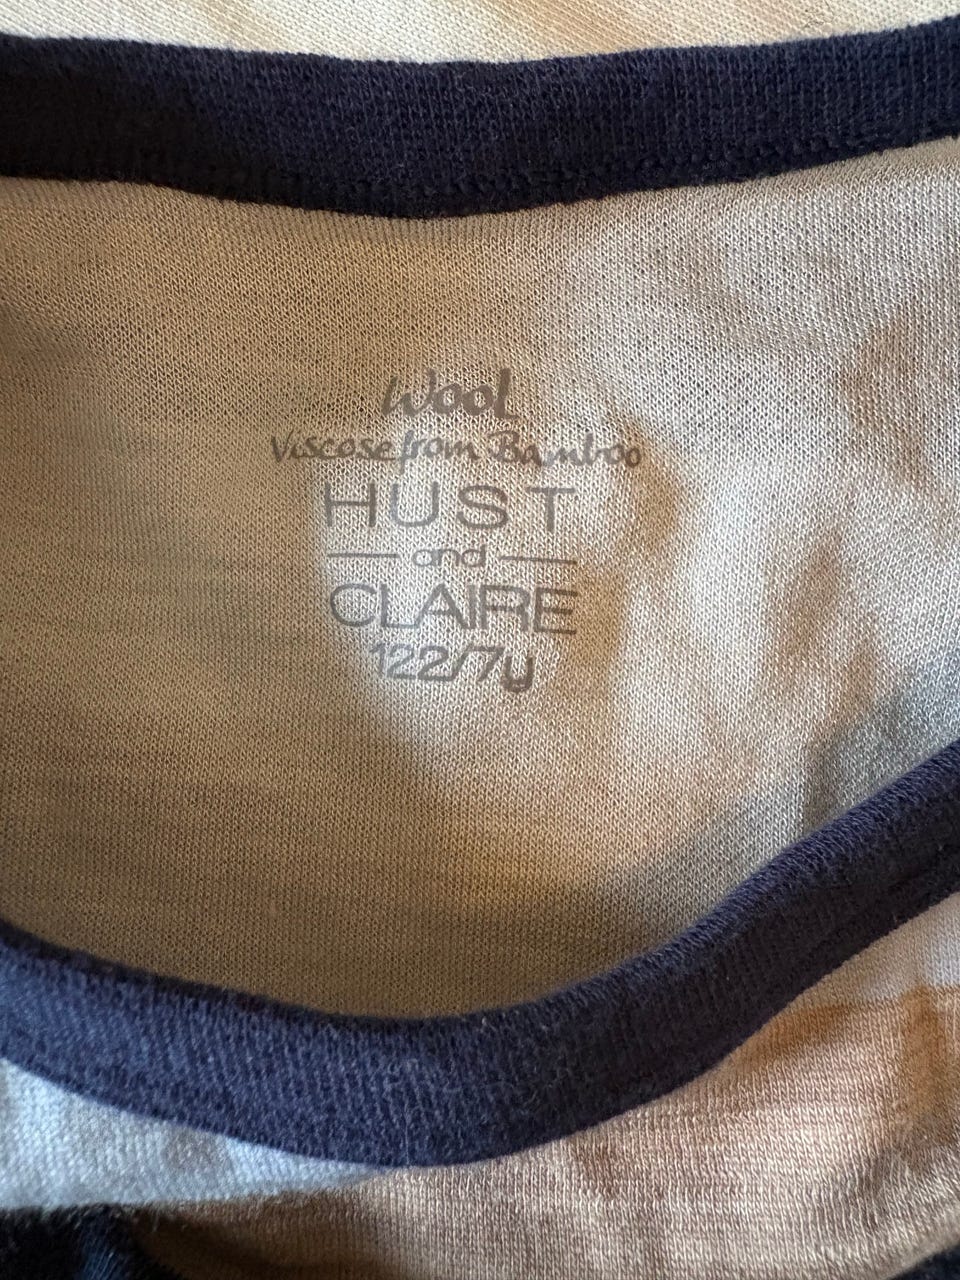 Wool
Viscose from Bamboo
HUST
and
CLAIRE
122/7y